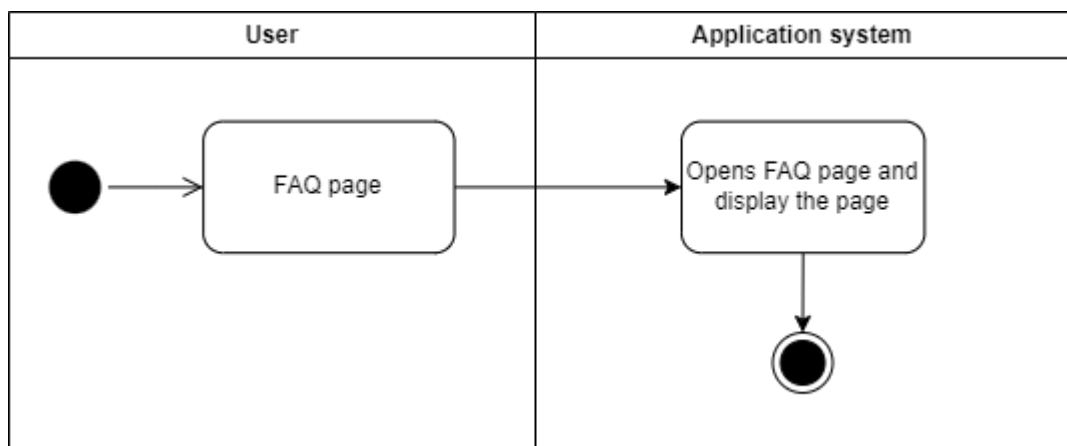 User
Application system
FAQ page
Opens FAQ page and
display the page